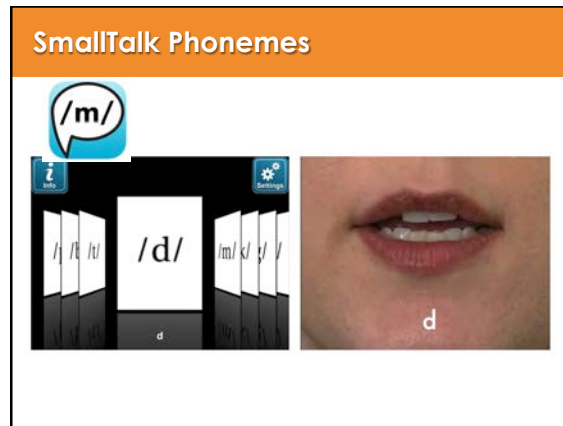 SmallTalk Phonemes
/m/
i
Info
Settings
/t/
/d/
/m/
d
d